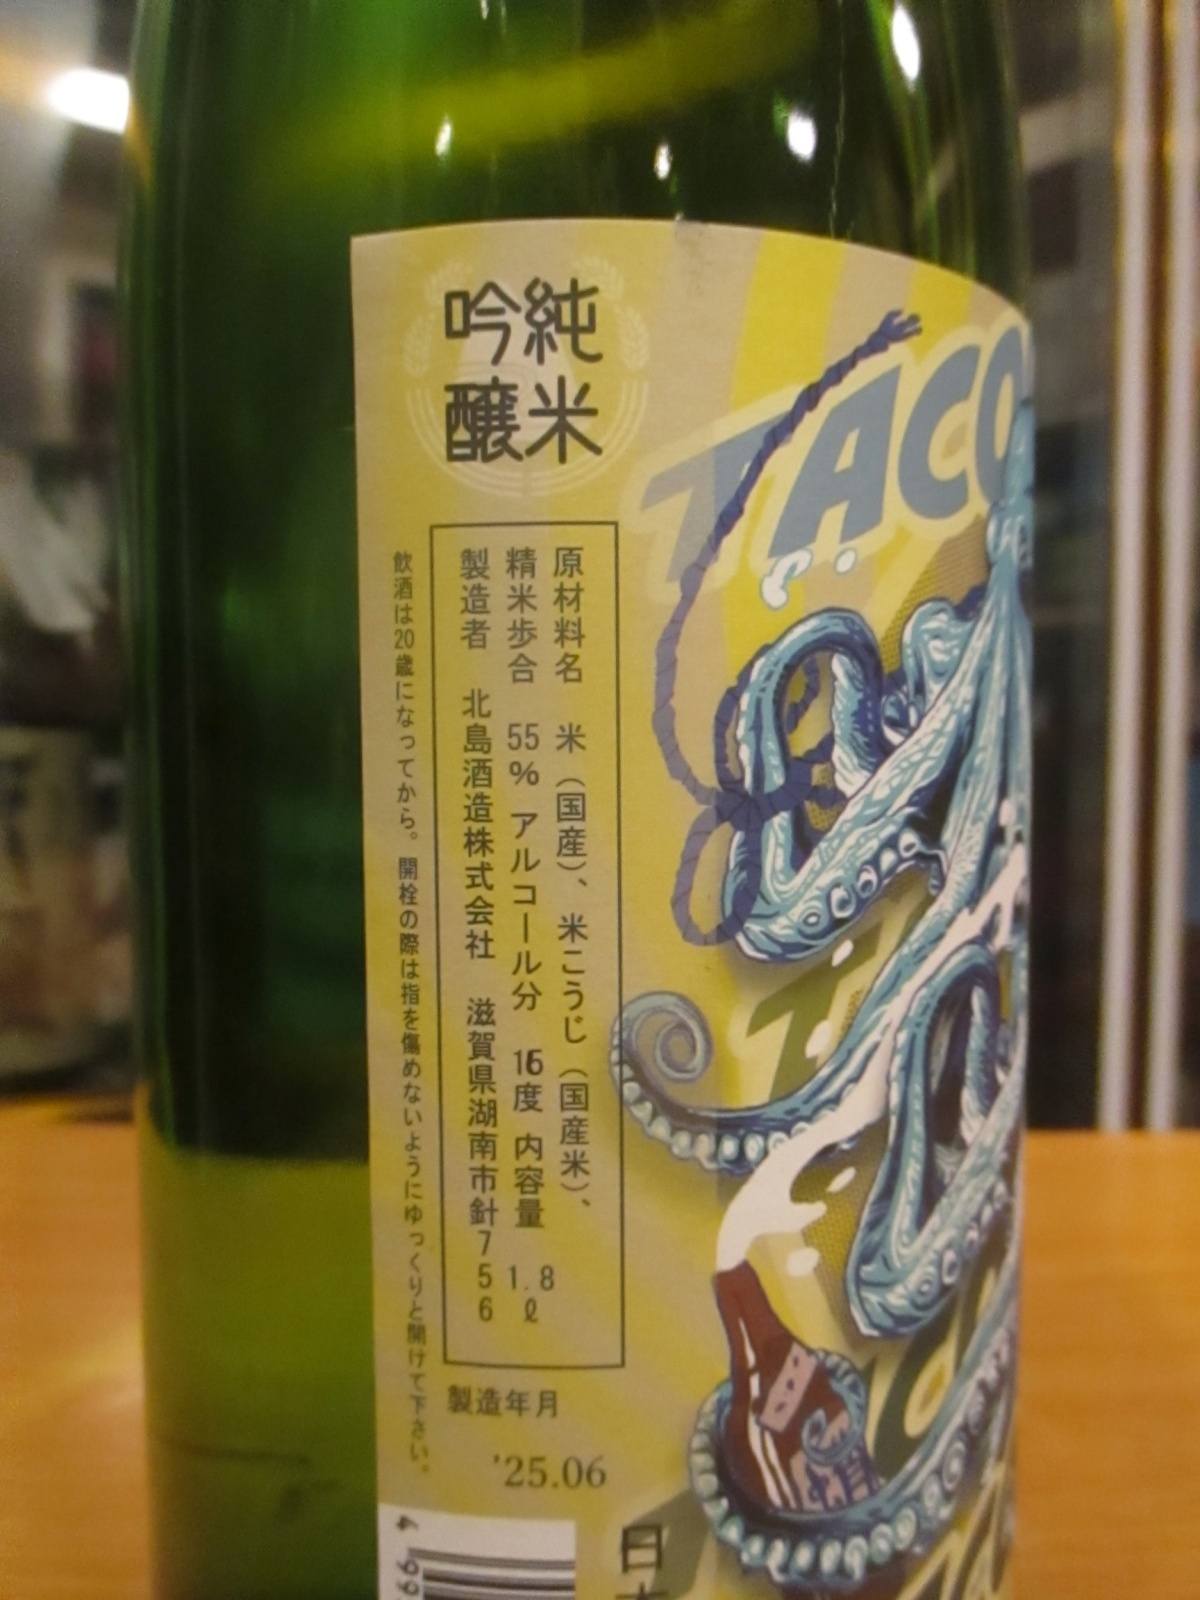 純米
吟醸
原材料名 米(国産)、米こうじ(国産米)、
精米歩合 55% アルコール分 16度 内容量 1.8ℓ
製造者 北島酒造株式会社 滋賀県湖南市針756
飲酒は20歳になってから。開栓の際は指を傷めないようにゆっくりと開けて下さい。
製造年月
'25.06
TACO
日本
4 99